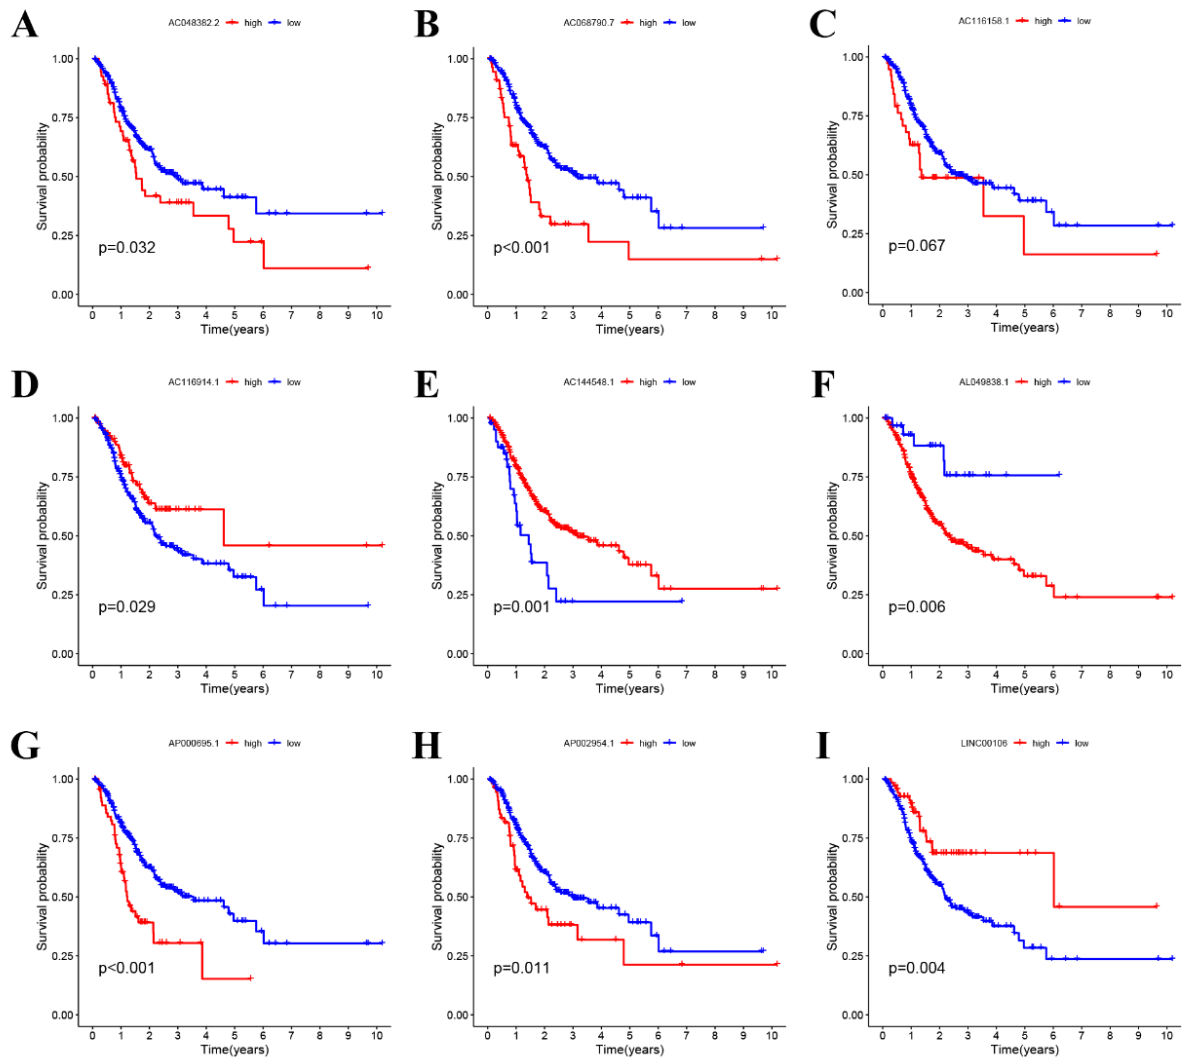 A
AC048382.2 high low
1.00
0.75
0.50
0.25
0.00
Survival probability
p=0.032
0 1 2 3 4 5 6 7 8 9 10
Time(years)
B
AC068790.7 high low
1.00
0.75
0.50
0.25
0.00
Survival probability
p<0.001
0 1 2 3 4 5 6 7 8 9 10
Time(years)
C
AC116158.1 high low
1.00
0.75
0.50
0.25
0.00
Survival probability
p=0.067
0 1 2 3 4 5 6 7 8 9 10
Time(years)
D
AC116914.1 high low
1.00
0.75
0.50
0.25
0.00
Survival probability
p=0.029
0 1 2 3 4 5 6 7 8 9 10
Time(years)
E
AC144548.1 high low
1.00
0.75
0.50
0.25
0.00
Survival probability
p=0.001
0 1 2 3 4 5 6 7 8 9 10
Time(years)
F
AL049838.1 high low
1.00
0.75
0.50
0.25
0.00
Survival probability
p=0.006
0 1 2 3 4 5 6 7 8 9 10
Time(years)
G
AP000695.1 high low
1.00
0.75
0.50
0.25
0.00
Survival probability
p<0.001
0 1 2 3 4 5 6 7 8 9 10
Time(years)
H
AP002954.1 high low
1.00
0.75
0.50
0.25
0.00
Survival probability
p=0.011
0 1 2 3 4 5 6 7 8 9 10
Time(years)
I
LINC00106 high low
1.00
0.75
0.50
0.25
0.00
Survival probability
p=0.004
0 1 2 3 4 5 6 7 8 9 10
Time(years)